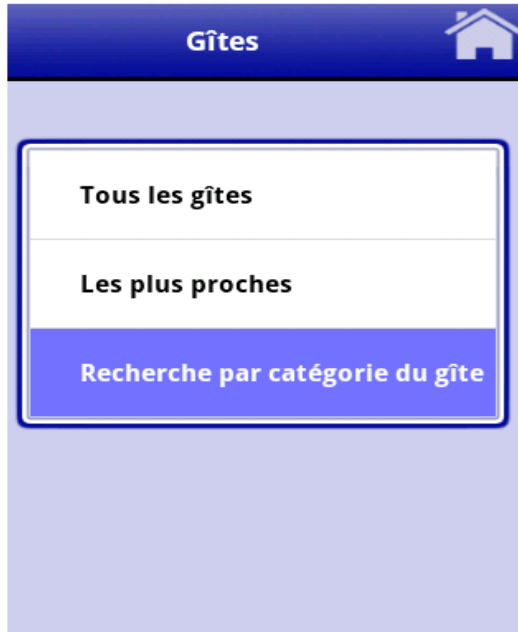 Gîtes
Tous les gîtes
Les plus proches
Recherche par catégorie du gîte